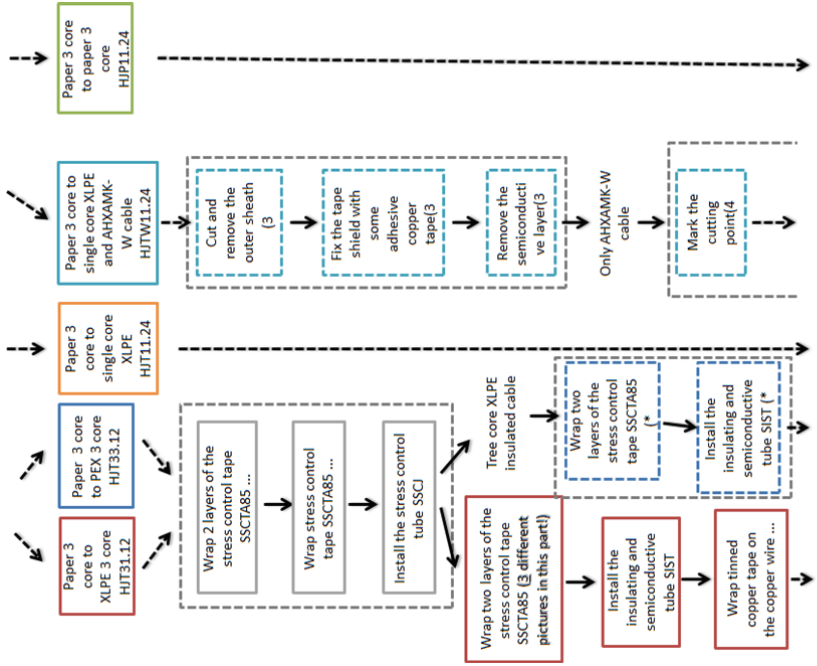 Paper 3
core to
XLPE 3 core
HJT31.12
Paper 3 core
to PEX 3 core
HJT33.12
Paper 3
core to
single core
XLPE
HJT11.24
Paper 3 core to
single core XLPE
and AHXAMK-
W cable
HJTW11.24
Paper 3 core
to paper 3
core
HJP11.24
Wrap 2 layers of the
stress control tape
SSCTA85 ...
Wrap stress control
tape SSCTA85 ...
Install the stress control
tube SSCJ
Cut and
remove the
outer sheath
(3
Fix the tape
shield with
some
adhesive
copper
tape(3
Remove the
semiconducti
ve layer(3
Only AHXAMK-W
cable
Mark the
cutting
point(4
Tree core XLPE
insulated cable
Wrap two layers of the
stress control tape
SSCTA85 (3 different
pictures in this part!)
Install the
insulating and
semiconductive
tube SIST
Wrap tinned
copper tape on
the copper wire ...
Wrap two
layers of the
stress control
tape SSCTA85
(*
Install the
insulating and
semiconductive
tube SIST (*